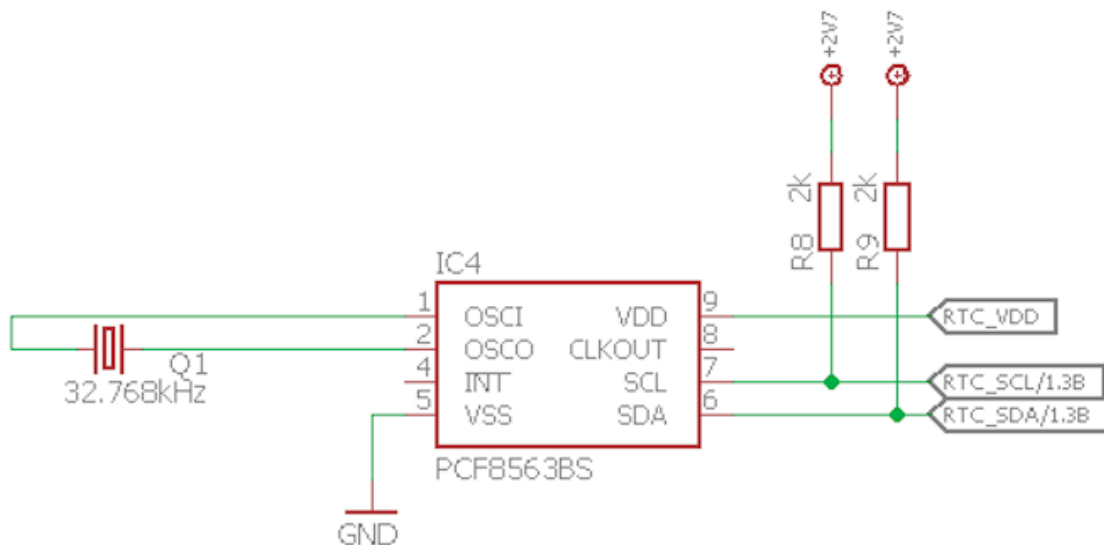 +2V7
+2V7
2k
2k
R8
R9
IC4
1
OSCI
VDD
9
RTC_VDD
2
OSCO
CLKOUT
8
Q1
32.768kHz
4
INT
SCL
7
RTC_SCL/1.3B
5
VSS
SDA
6
RTC_SDA/1.3B
PCF8563BS
GND